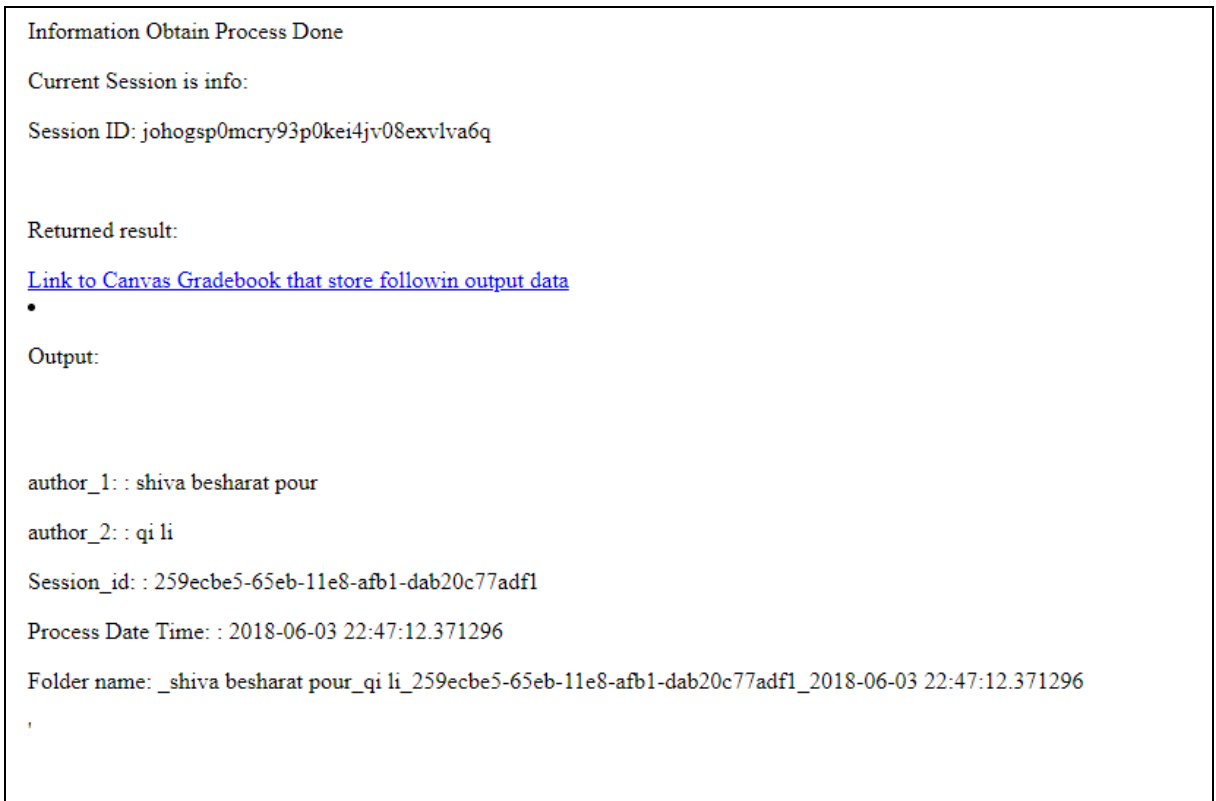 Information Obtain Process Done
Current Session is info:
Session ID: johogsp0mcry93p0kei4jv08exvlva6q
Returned result:
Link to Canvas Gradebook that store followin output data
•
Output:
author_1: : shiva besharat pour
author_2: : qi li
Session_id: : 259ecbe5-65eb-11e8-afb1-dab20c77adf1
Process Date Time: : 2018-06-03 22:47:12.371296
Folder name: _shiva besharat pour_qi li_259ecbe5-65eb-11e8-afb1-dab20c77adf1_2018-06-03 22:47:12.371296
'